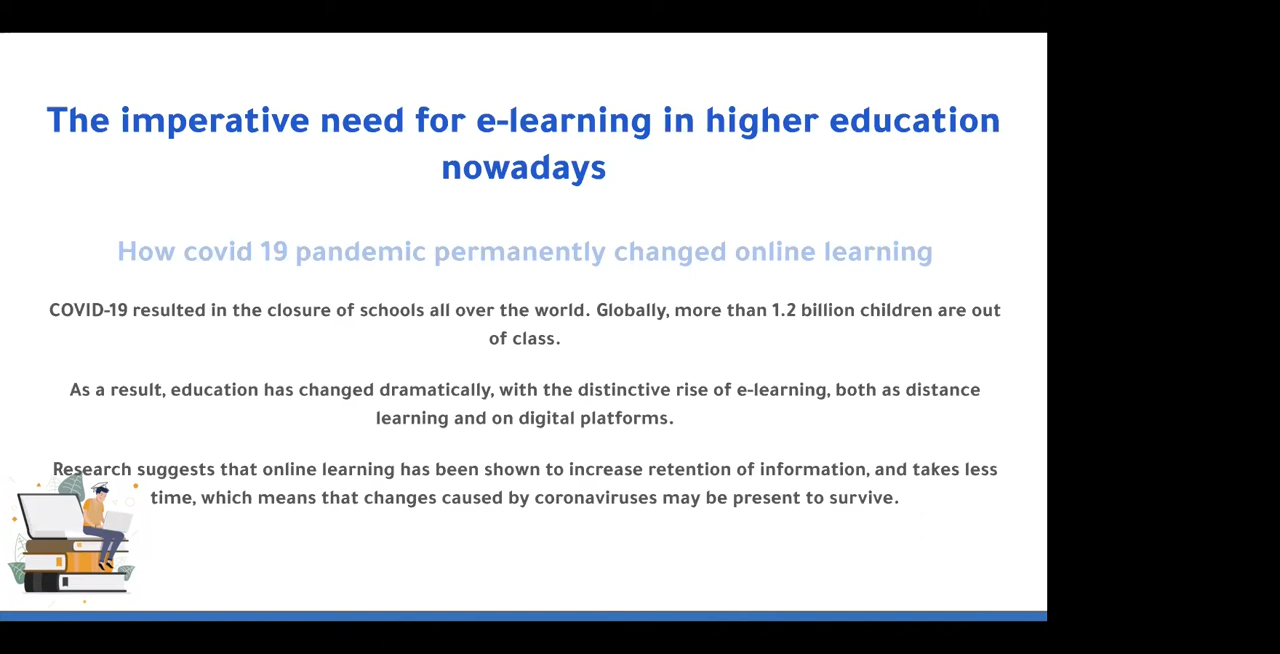 The imperative need for e-learning in higher education
nowadays
How covid 19 pandemic permanently changed online learning
COVID-19 resulted in the closure of schools all over the world. Globally, more than 1.2 billion children are out
of class.
As a result, education has changed dramatically, with the distinctive rise of e-learning, both as distance
learning and on digital platforms.
Research suggests that online learning has been shown to increase retention of information, and takes less
time, which means that changes caused by coronaviruses may be present to survive.